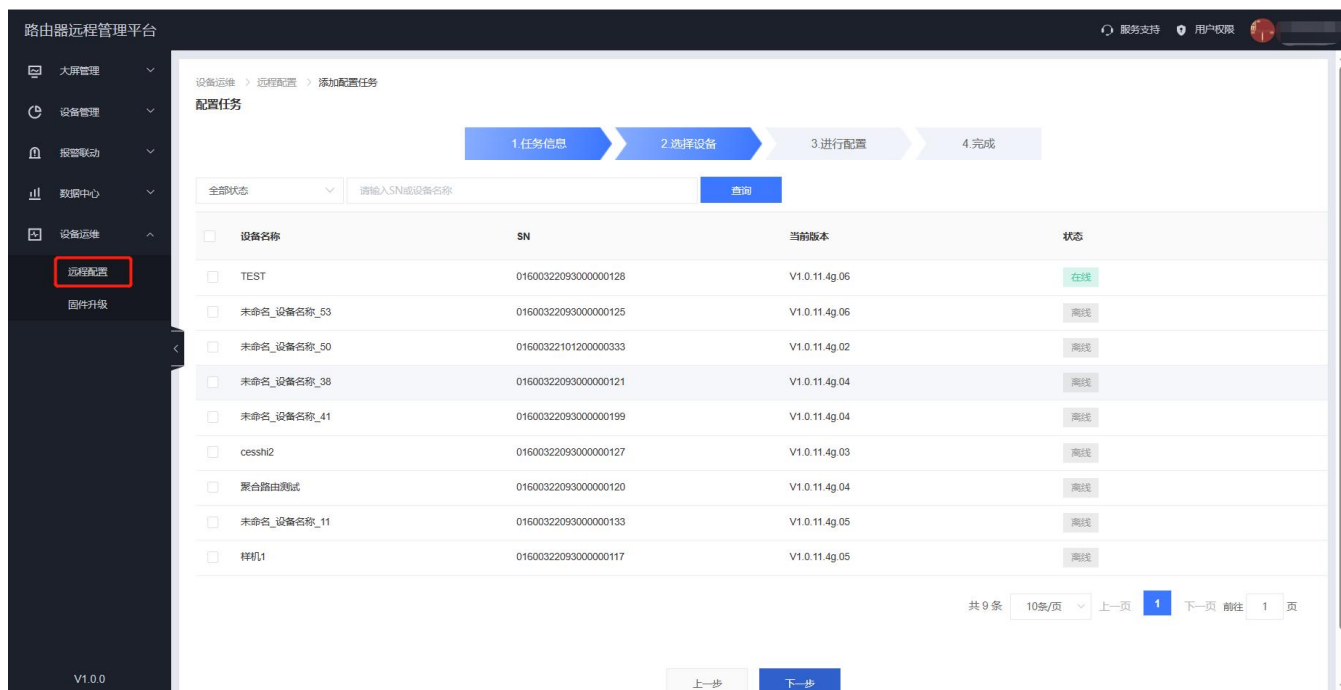 路由器远程管理平台
服务支持 用户权限
大屏管理
设备管理
报警联动
数据中心
设备运维
远程配置
固件升级
V1.0.0
设备运维 > 远程配置 > 添加配置任务
配置任务
1.任务信息 2.选择设备 3.进行配置 4.完成
全部状态 请输入SN或设备名称 查询
设备名称 SN 当前版本 状态
TEST 01600322093000000128 V1.0.11.4g.06 在线
未命名_设备名称_53 01600322093000000125 V1.0.11.4g.06 离线
未命名_设备名称_50 01600322101200000333 V1.0.11.4g.02 离线
未命名_设备名称_38 01600322093000000121 V1.0.11.4g.04 离线
未命名_设备名称_41 01600322093000000199 V1.0.11.4g.04 离线
cesshi2 01600322093000000127 V1.0.11.4g.03 离线
聚合路由测试 01600322093000000120 V1.0.11.4g.04 离线
未命名_设备名称_11 01600322093000000133 V1.0.11.4g.05 离线
样机1 01600322093000000117 V1.0.11.4g.05 离线
共 9 条 10条/页 上一页 1 下一页 前往 1 页
上一步 下一步